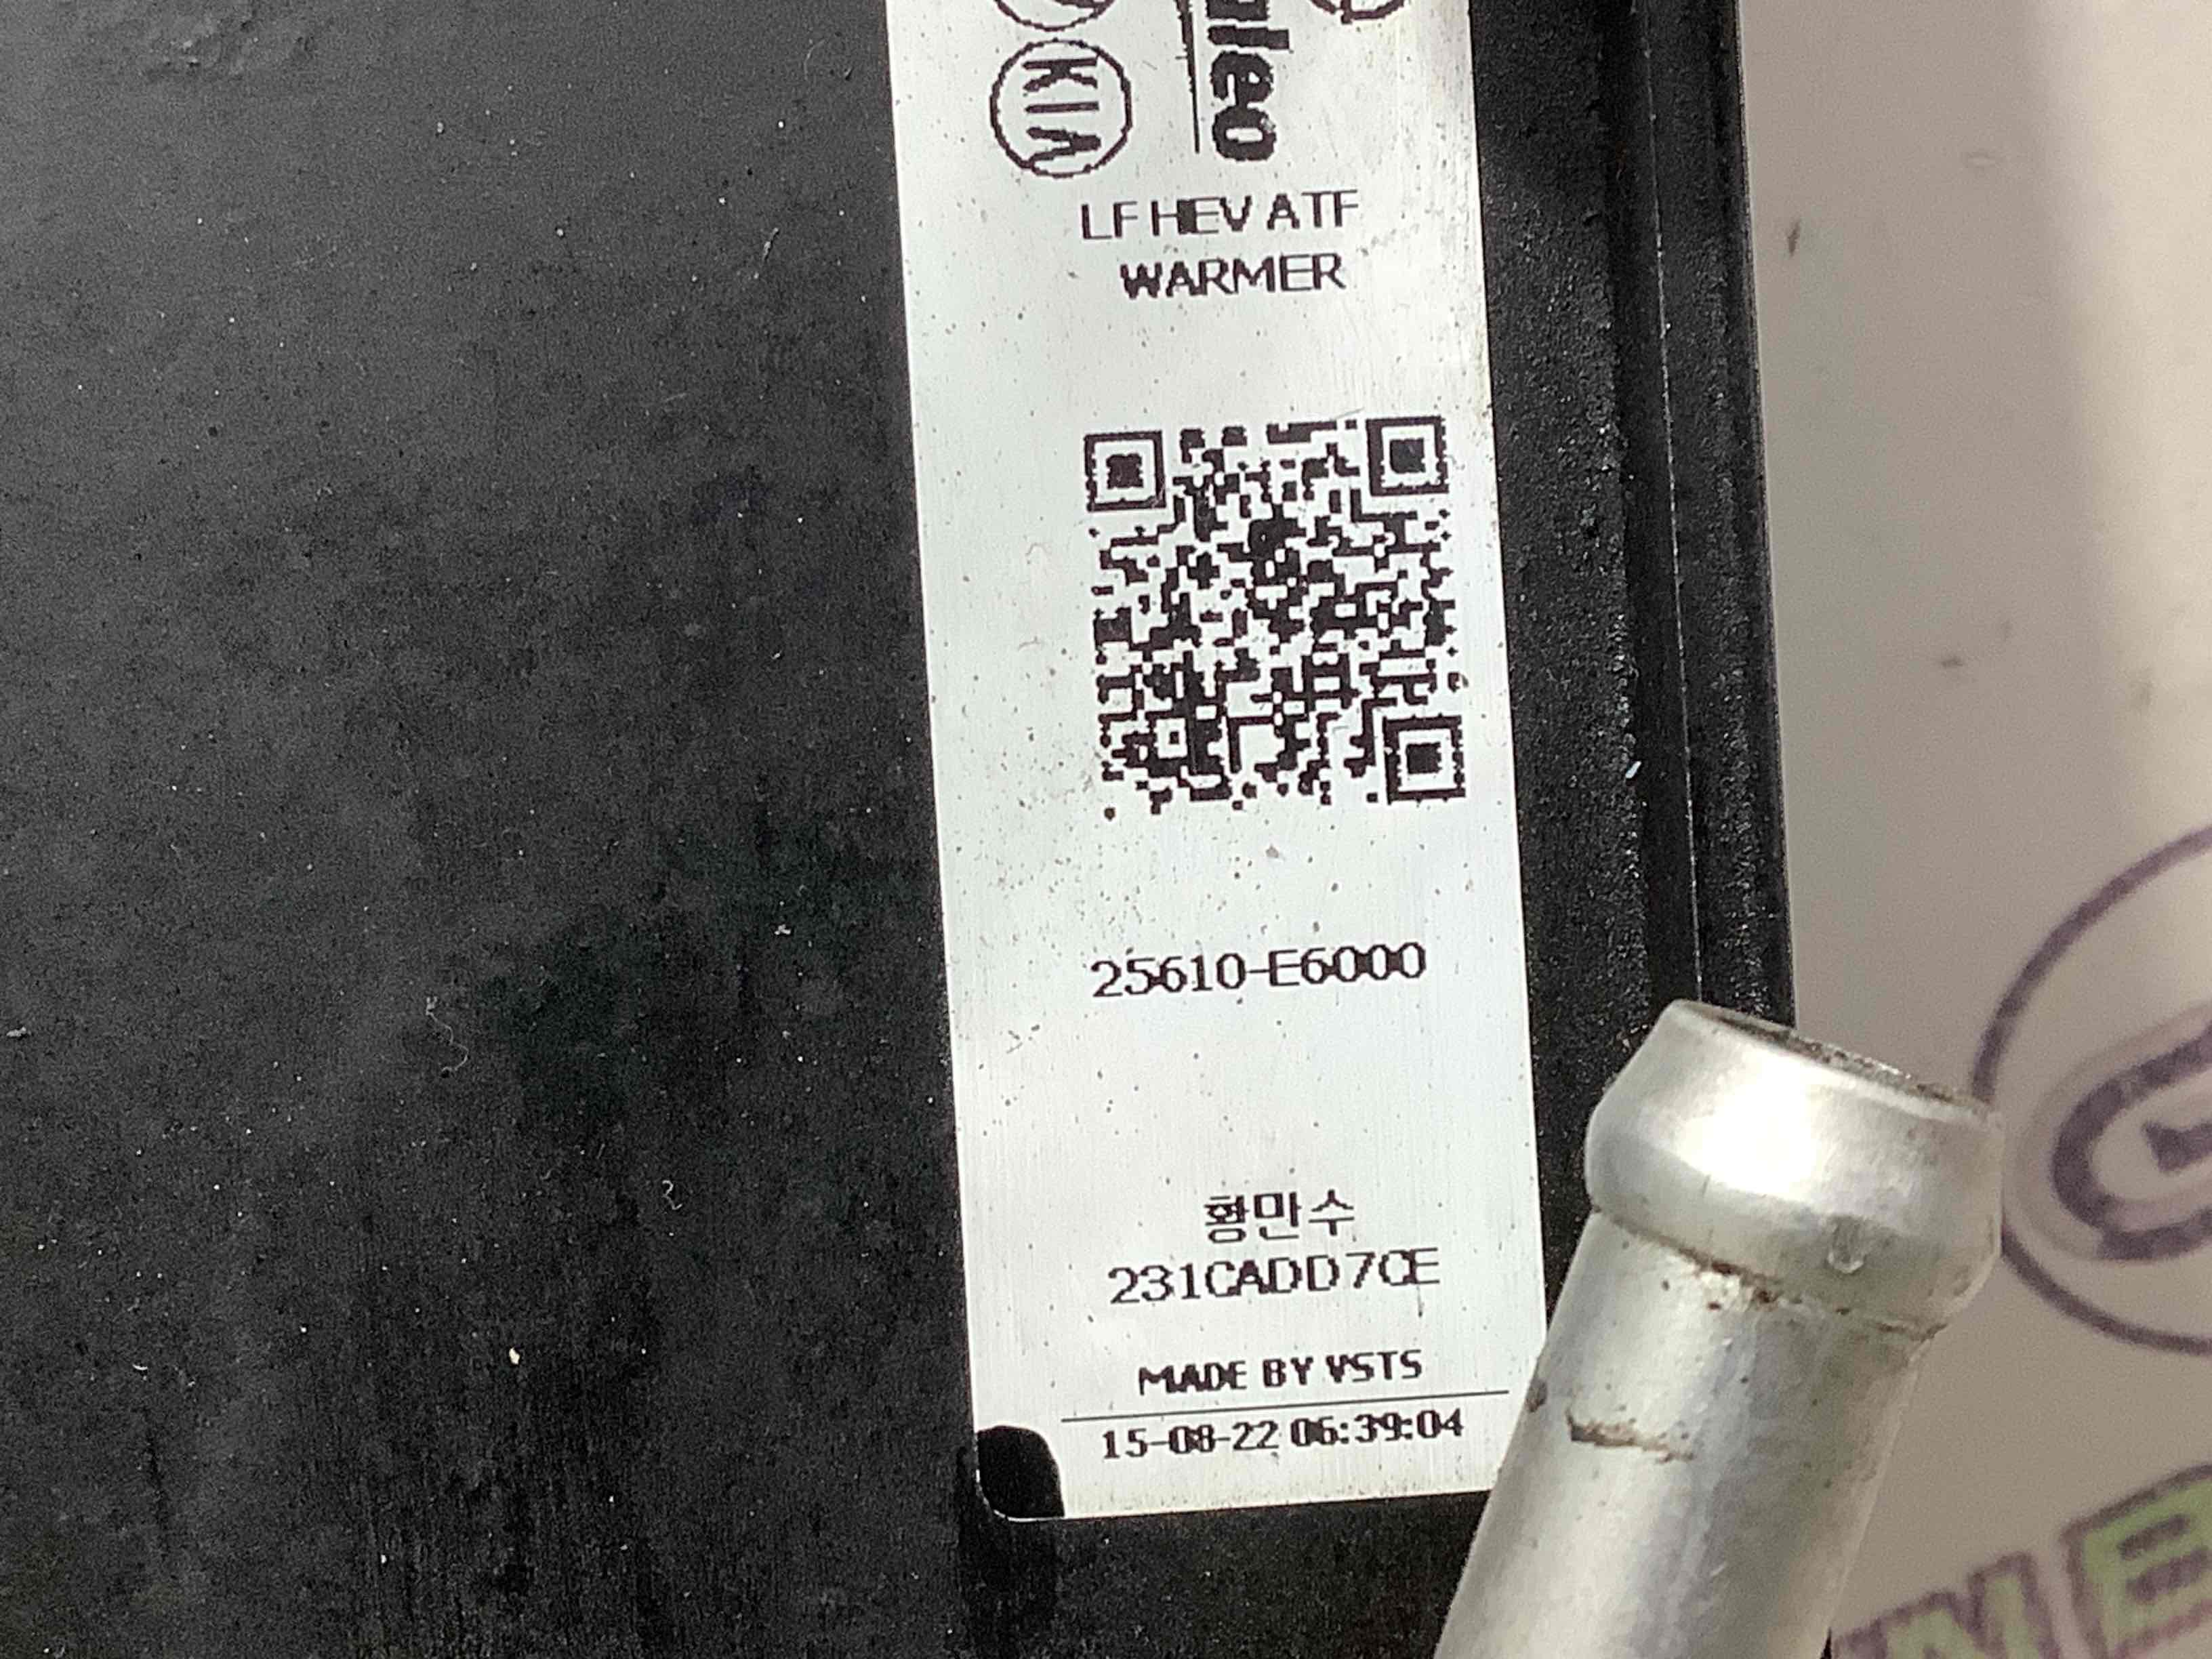 KIA
LF HEV ATF
WARMER
25610-E6000
황만수
231CADD7CE
MADE BY VSTS
15-08-22 06:39:04